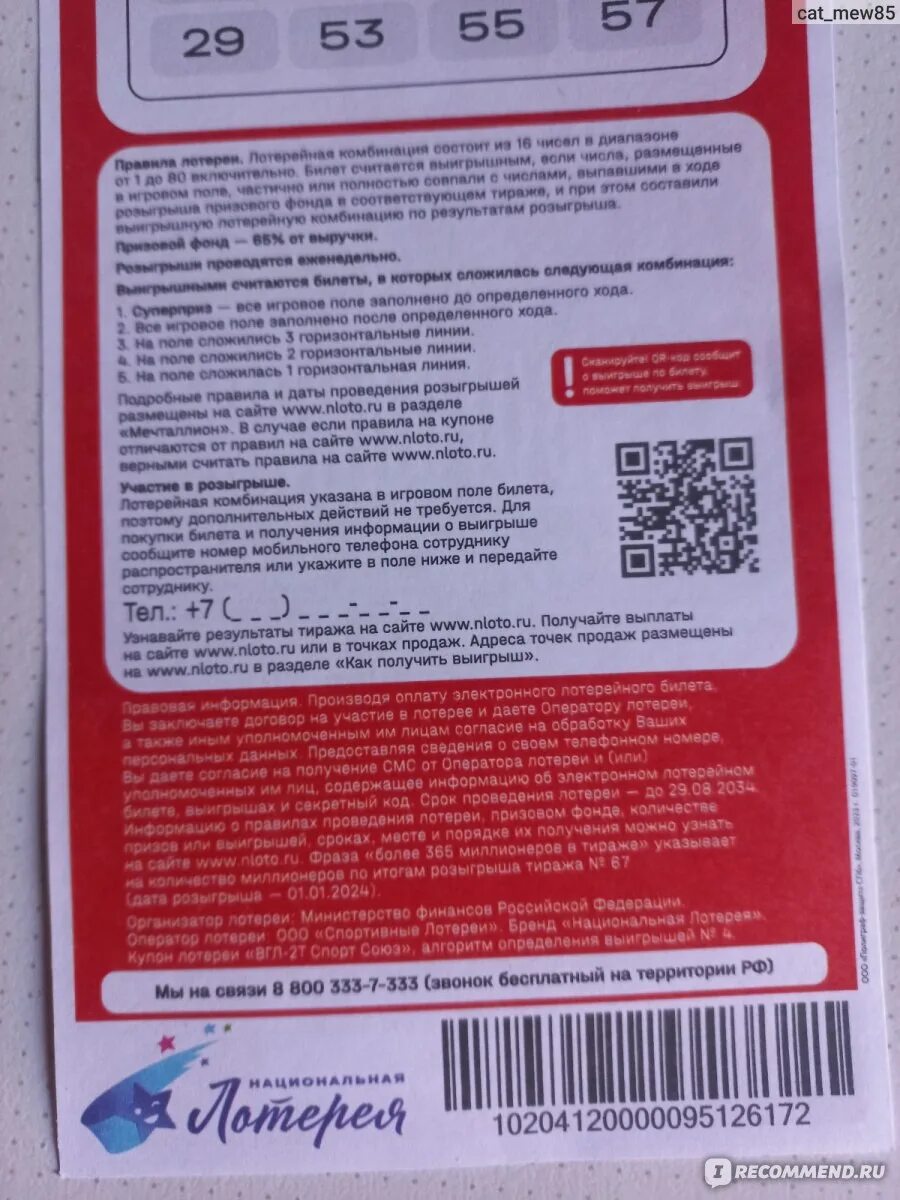 cat_mew85
29 53 55 57
Правила лотереи. Лотерейная комбинация состоит из 16 чисел в диапазоне
от 1 до 80 включительно. Билет считается выигрышным, если числа, размещенные
в игровом поле, частично или полностью совпали с числами, выпавшими в ходе
розыгрыша призового фонда в соответствующем тираже, и при этом составили
выигрышную лотерейную комбинацию по результатам розыгрыша.
Призовой фонд — 65% от выручки.
Розыгрыши проводятся еженедельно.
Выигрышными считаются билеты, в которых сложилась следующая комбинация:
1. Суперприз — все игровое поле заполнено до определенного хода.
2. Все игровое поле заполнено после определенного хода.
3. На поле сложились 3 горизонтальные линии.
4. На поле сложились 2 горизонтальные линии.
5. На поле сложилась 1 горизонтальная линия.
! Сканируйте! QR-код сообщит
о выигрыше по билету,
поможет получить выигрыш.
Подробные правила и даты проведения розыгрышей
размещены на сайте www.nloto.ru в разделе
«Мечталлион». В случае если правила на купоне
отличаются от правил на сайте www.nloto.ru,
верными считать правила на сайте www.nloto.ru.
Участие в розыгрыше.
Лотерейная комбинация указана в игровом поле билета,
поэтому дополнительных действий не требуется. Для
покупки билета и получения информации о выигрыше
сообщите номер мобильного телефона сотруднику
распространителя или укажите в поле ниже и передайте
сотруднику.
Тел.: +7 (_ _ _) _ _ _-_ _-_ _
Узнавайте результаты тиража на сайте www.nloto.ru. Получайте выплаты
на сайте www.nloto.ru или в точках продаж. Адреса точек продаж размещены
на www.nloto.ru в разделе «Как получить выигрыш».
Правовая информация. Производя оплату электронного лотерейного билета,
Вы заключаете договор на участие в лотерее и даете Оператору лотереи,
а также иным уполномоченным им лицам согласие на обработку Ваших
персональных данных. Предоставляя сведения о своем телефонном номере,
Вы даете согласие на получение СМС от Оператора лотереи и (или)
уполномоченных им лиц, содержащее информацию об электронном лотерейном
билете, выигрышах и секретный код. Срок проведения лотереи — до 29.08.2034.
Информацию о правилах проведения лотереи, призовом фонде, количестве
призов или выигрышей, сроках, месте и порядке их получения можно узнать
на сайте www.nloto.ru. Фраза «более 365 миллионеров в тираже» указывает
на количество миллионеров по итогам розыгрыша тиража № 67
(дата розыгрыша — 01.01.2024).
Организатор лотереи: Министерство финансов Российской Федерации.
Оператор лотереи: ООО «Спортивные Лотереи». Бренд «Национальная Лотерея».
Купон лотереи «ВГЛ-2Т Спорт Союз», алгоритм определения выигрышей № 4.
ООО «Полиграф-защита СПб», Москва, 2023 г.
Мы на связи 8 800 333-7-333 (звонок бесплатный на территории РФ)
НАЦИОНАЛЬНАЯ
Лотерея
10204120000095126172
IRECOMMEND.RU